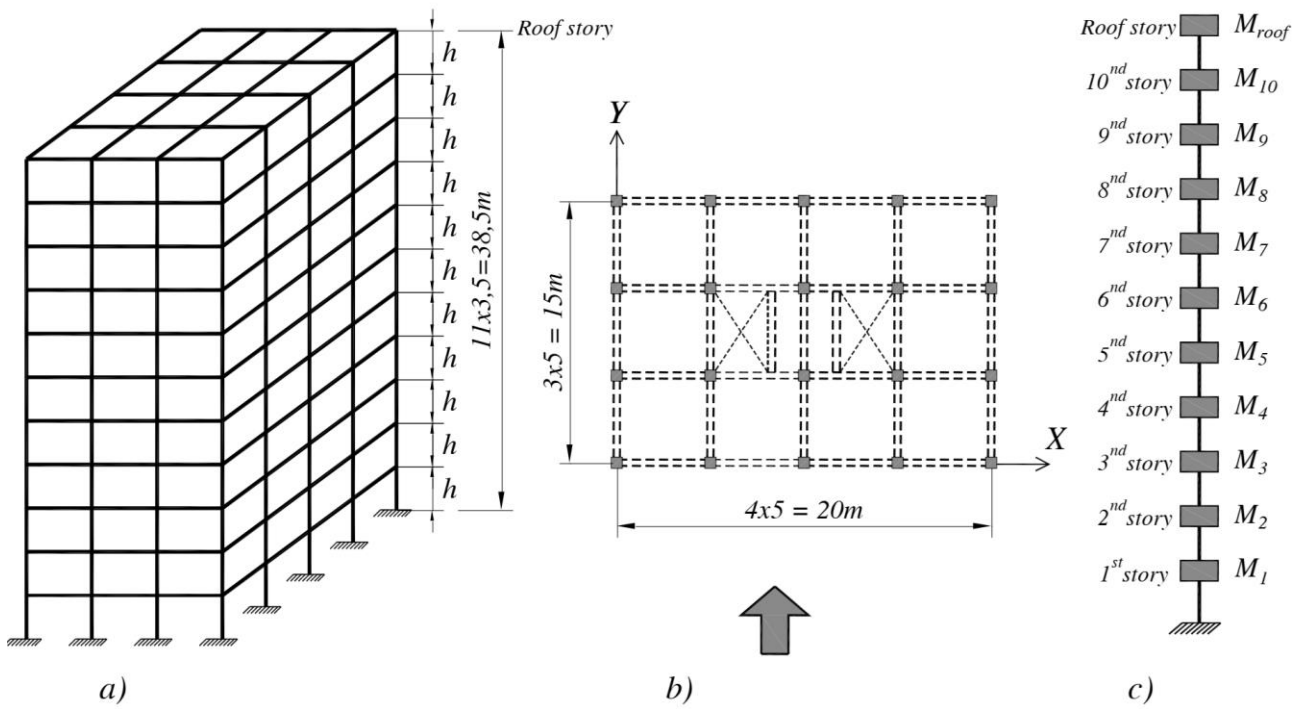 Roof story
h
h
h
h
h
h
h
h
h
h
h
11x3,5=38,5m
a)
Y
X
3x5 = 15m
4x5 = 20m
b)
Roof story M_roof
10^nd story M_10
9^nd story M_9
8^nd story M_8
7^nd story M_7
6^nd story M_6
5^nd story M_5
4^nd story M_4
3^nd story M_3
2^nd story M_2
1^st story M_1
c)